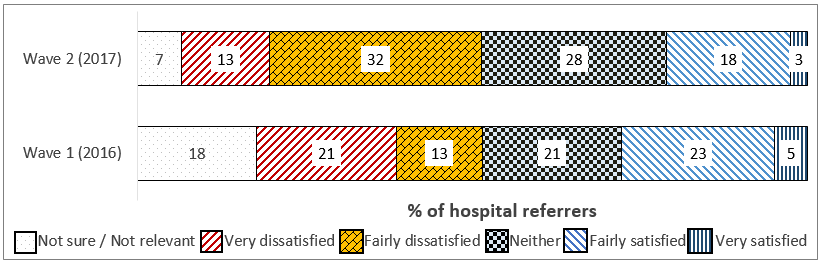 Wave 2 (2017)
7 13 32 28 18 3
Wave 1 (2016)
18 21 13 21 23 5
% of hospital referrers
Not sure / Not relevant Very dissatisfied Fairly dissatisfied Neither Fairly satisfied Very satisfied